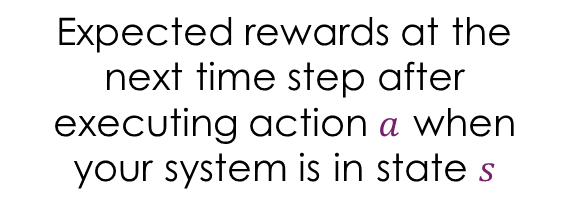 Expected rewards at the
next time step after
executing action a when
your system is in state s